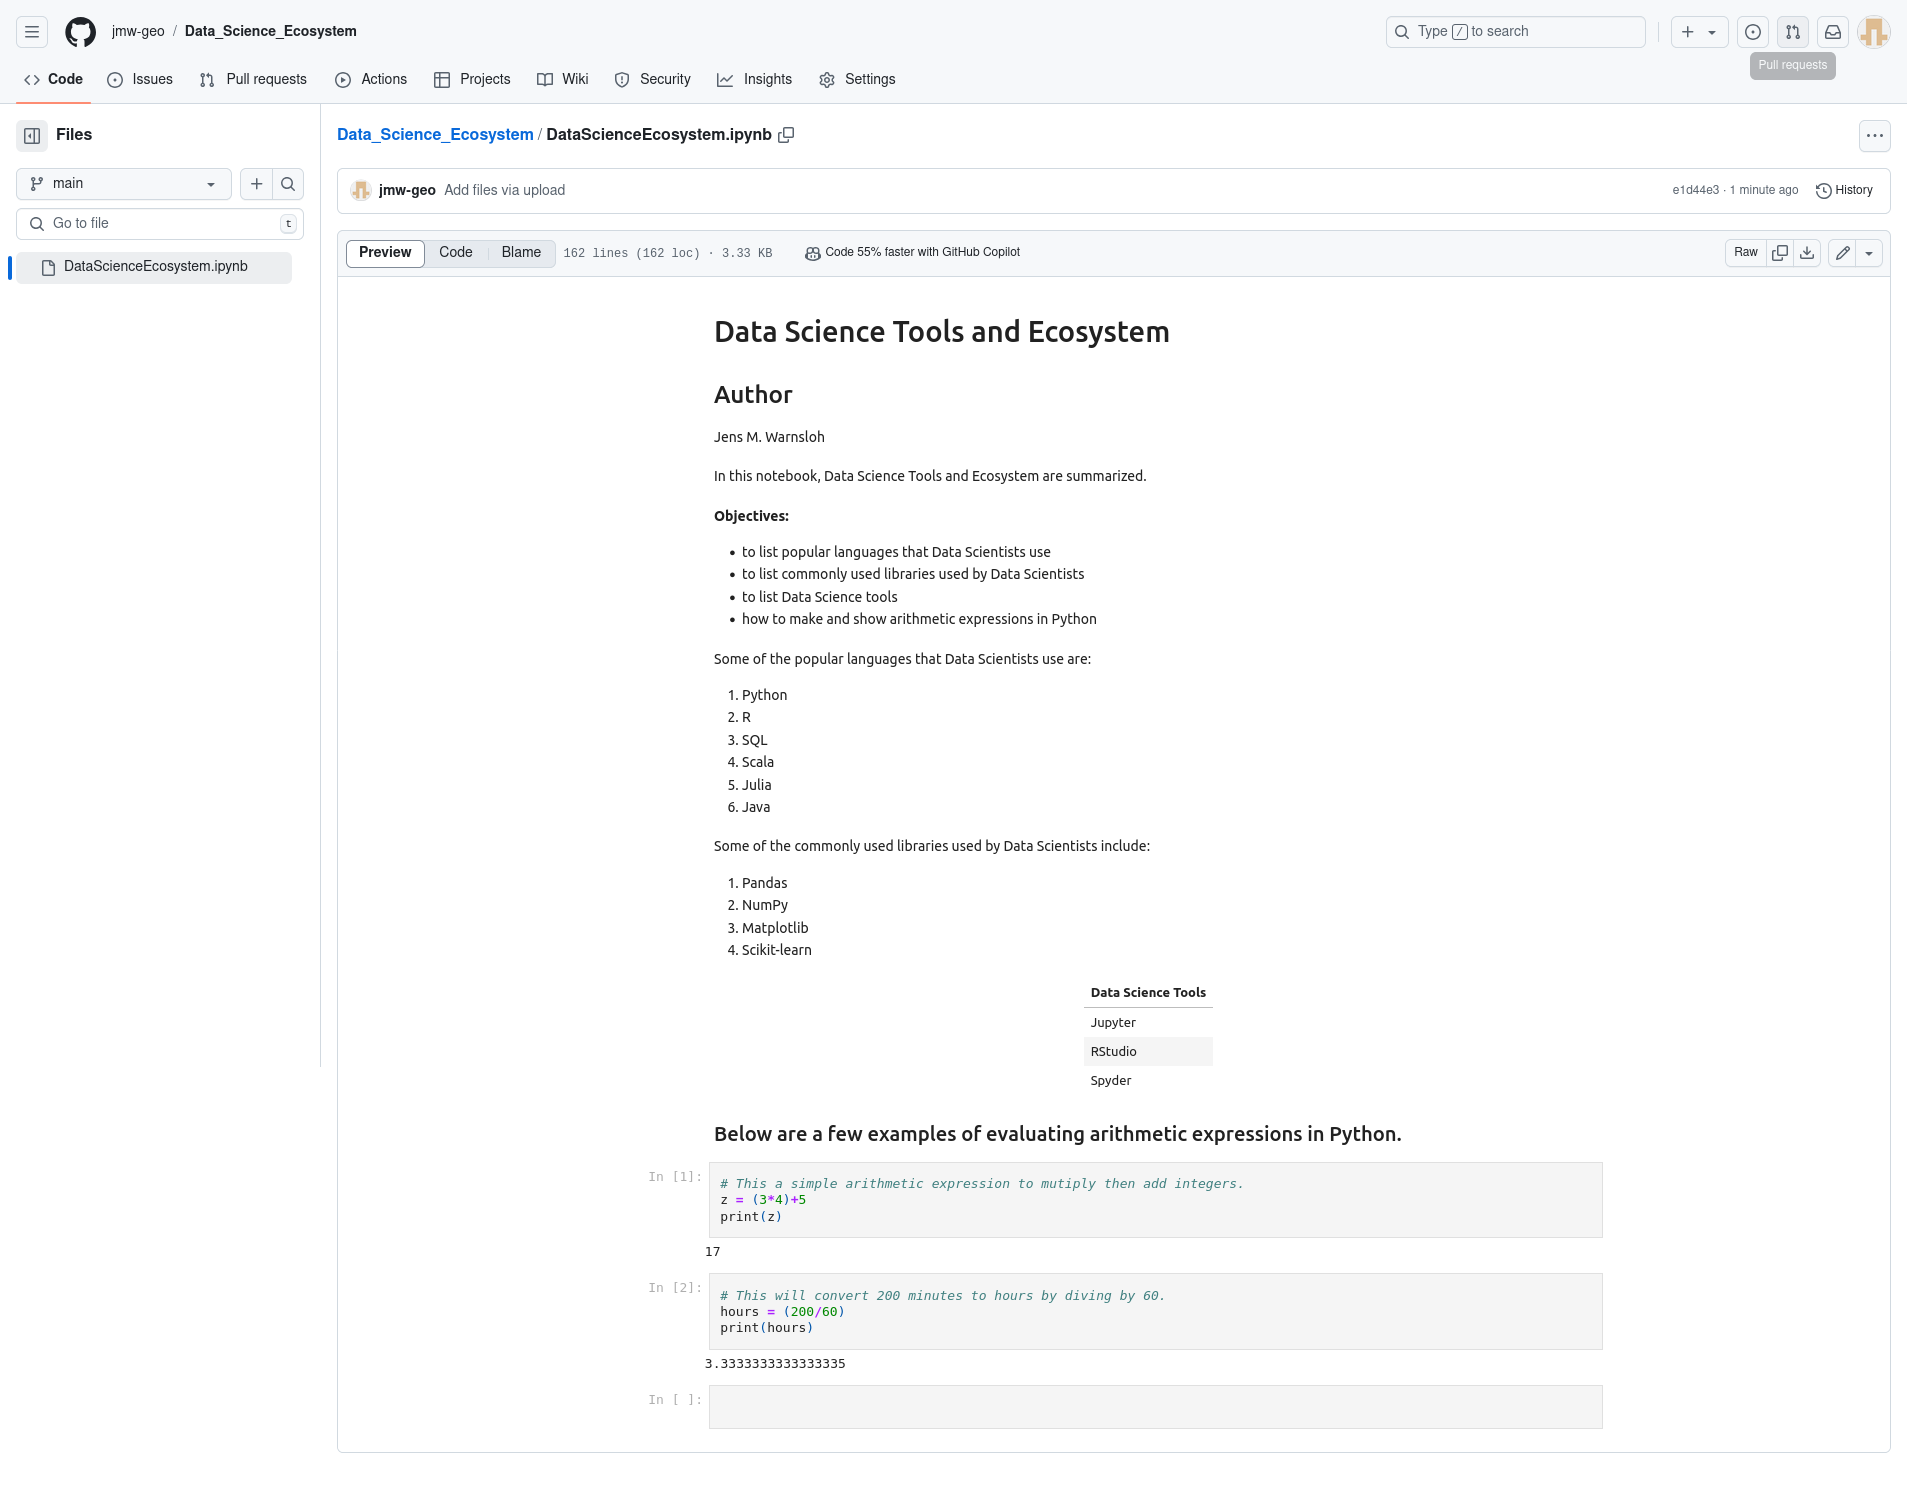 jmw-geo / Data_Science_Ecosystem
Type / to search
Code Issues Pull requests Actions Projects Wiki Security Insights Settings
Pull requests
Files
main
Go to file t
DataScienceEcosystem.ipynb
Data_Science_Ecosystem / DataScienceEcosystem.ipynb
jmw-geo Add files via upload e1d44e3 · 1 minute ago History
Preview Code Blame 162 lines (162 loc) · 3.33 KB Code 55% faster with GitHub Copilot Raw
Data Science Tools and Ecosystem
Author
Jens M. Warnsloh
In this notebook, Data Science Tools and Ecosystem are summarized.
Objectives:
• to list popular languages that Data Scientists use
• to list commonly used libraries used by Data Scientists
• to list Data Science tools
• how to make and show arithmetic expressions in Python
Some of the popular languages that Data Scientists use are:
1. Python
2. R
3. SQL
4. Scala
5. Julia
6. Java
Some of the commonly used libraries used by Data Scientists include:
1. Pandas
2. NumPy
3. Matplotlib
4. Scikit-learn
Data Science Tools
Jupyter
RStudio
Spyder
Below are a few examples of evaluating arithmetic expressions in Python.
In [1]:
# This a simple arithmetic expression to mutiply then add integers.
z = (3*4)+5
print(z)
17
In [2]:
# This will convert 200 minutes to hours by diving by 60.
hours = (200/60)
print(hours)
3.3333333333333335
In [ ]: